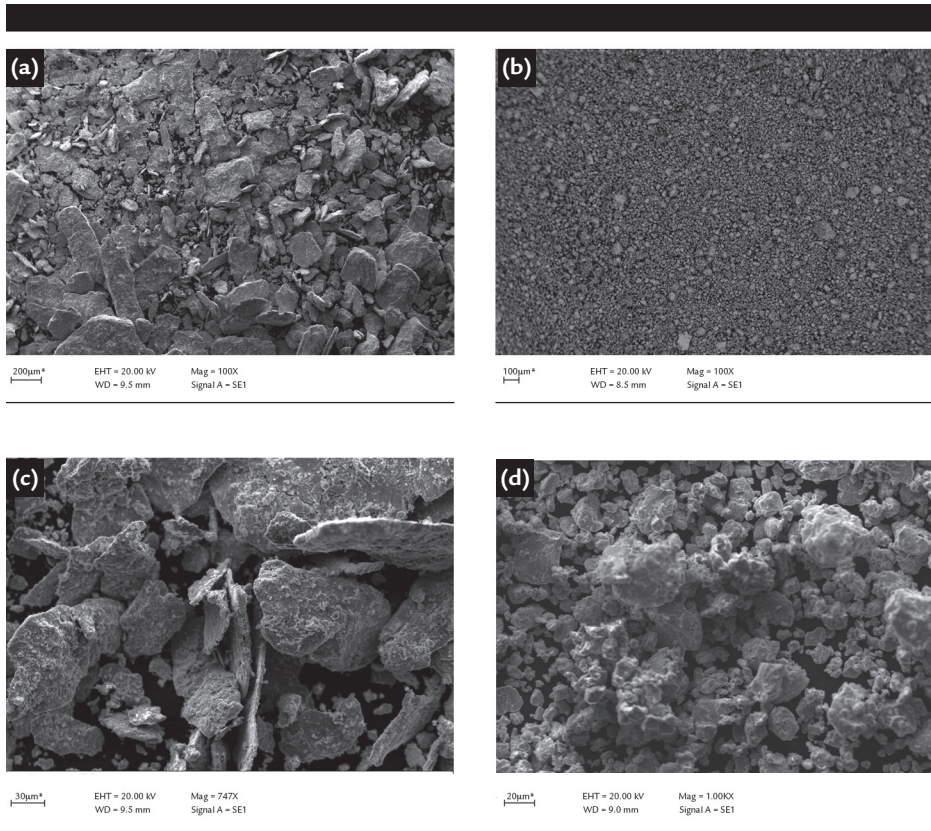 (a)
(b)
200μm* EHT = 20.00 kV Mag = 100X
WD = 9.5 mm Signal A = SE1
100μm* EHT = 20.00 kV Mag = 100X
WD = 8.5 mm Signal A = SE1
(c)
(d)
30μm* EHT = 20.00 kV Mag = 747X
WD = 9.5 mm Signal A = SE1
20μm* EHT = 20.00 kV Mag = 1.00KX
WD = 9.0 mm Signal A = SE1